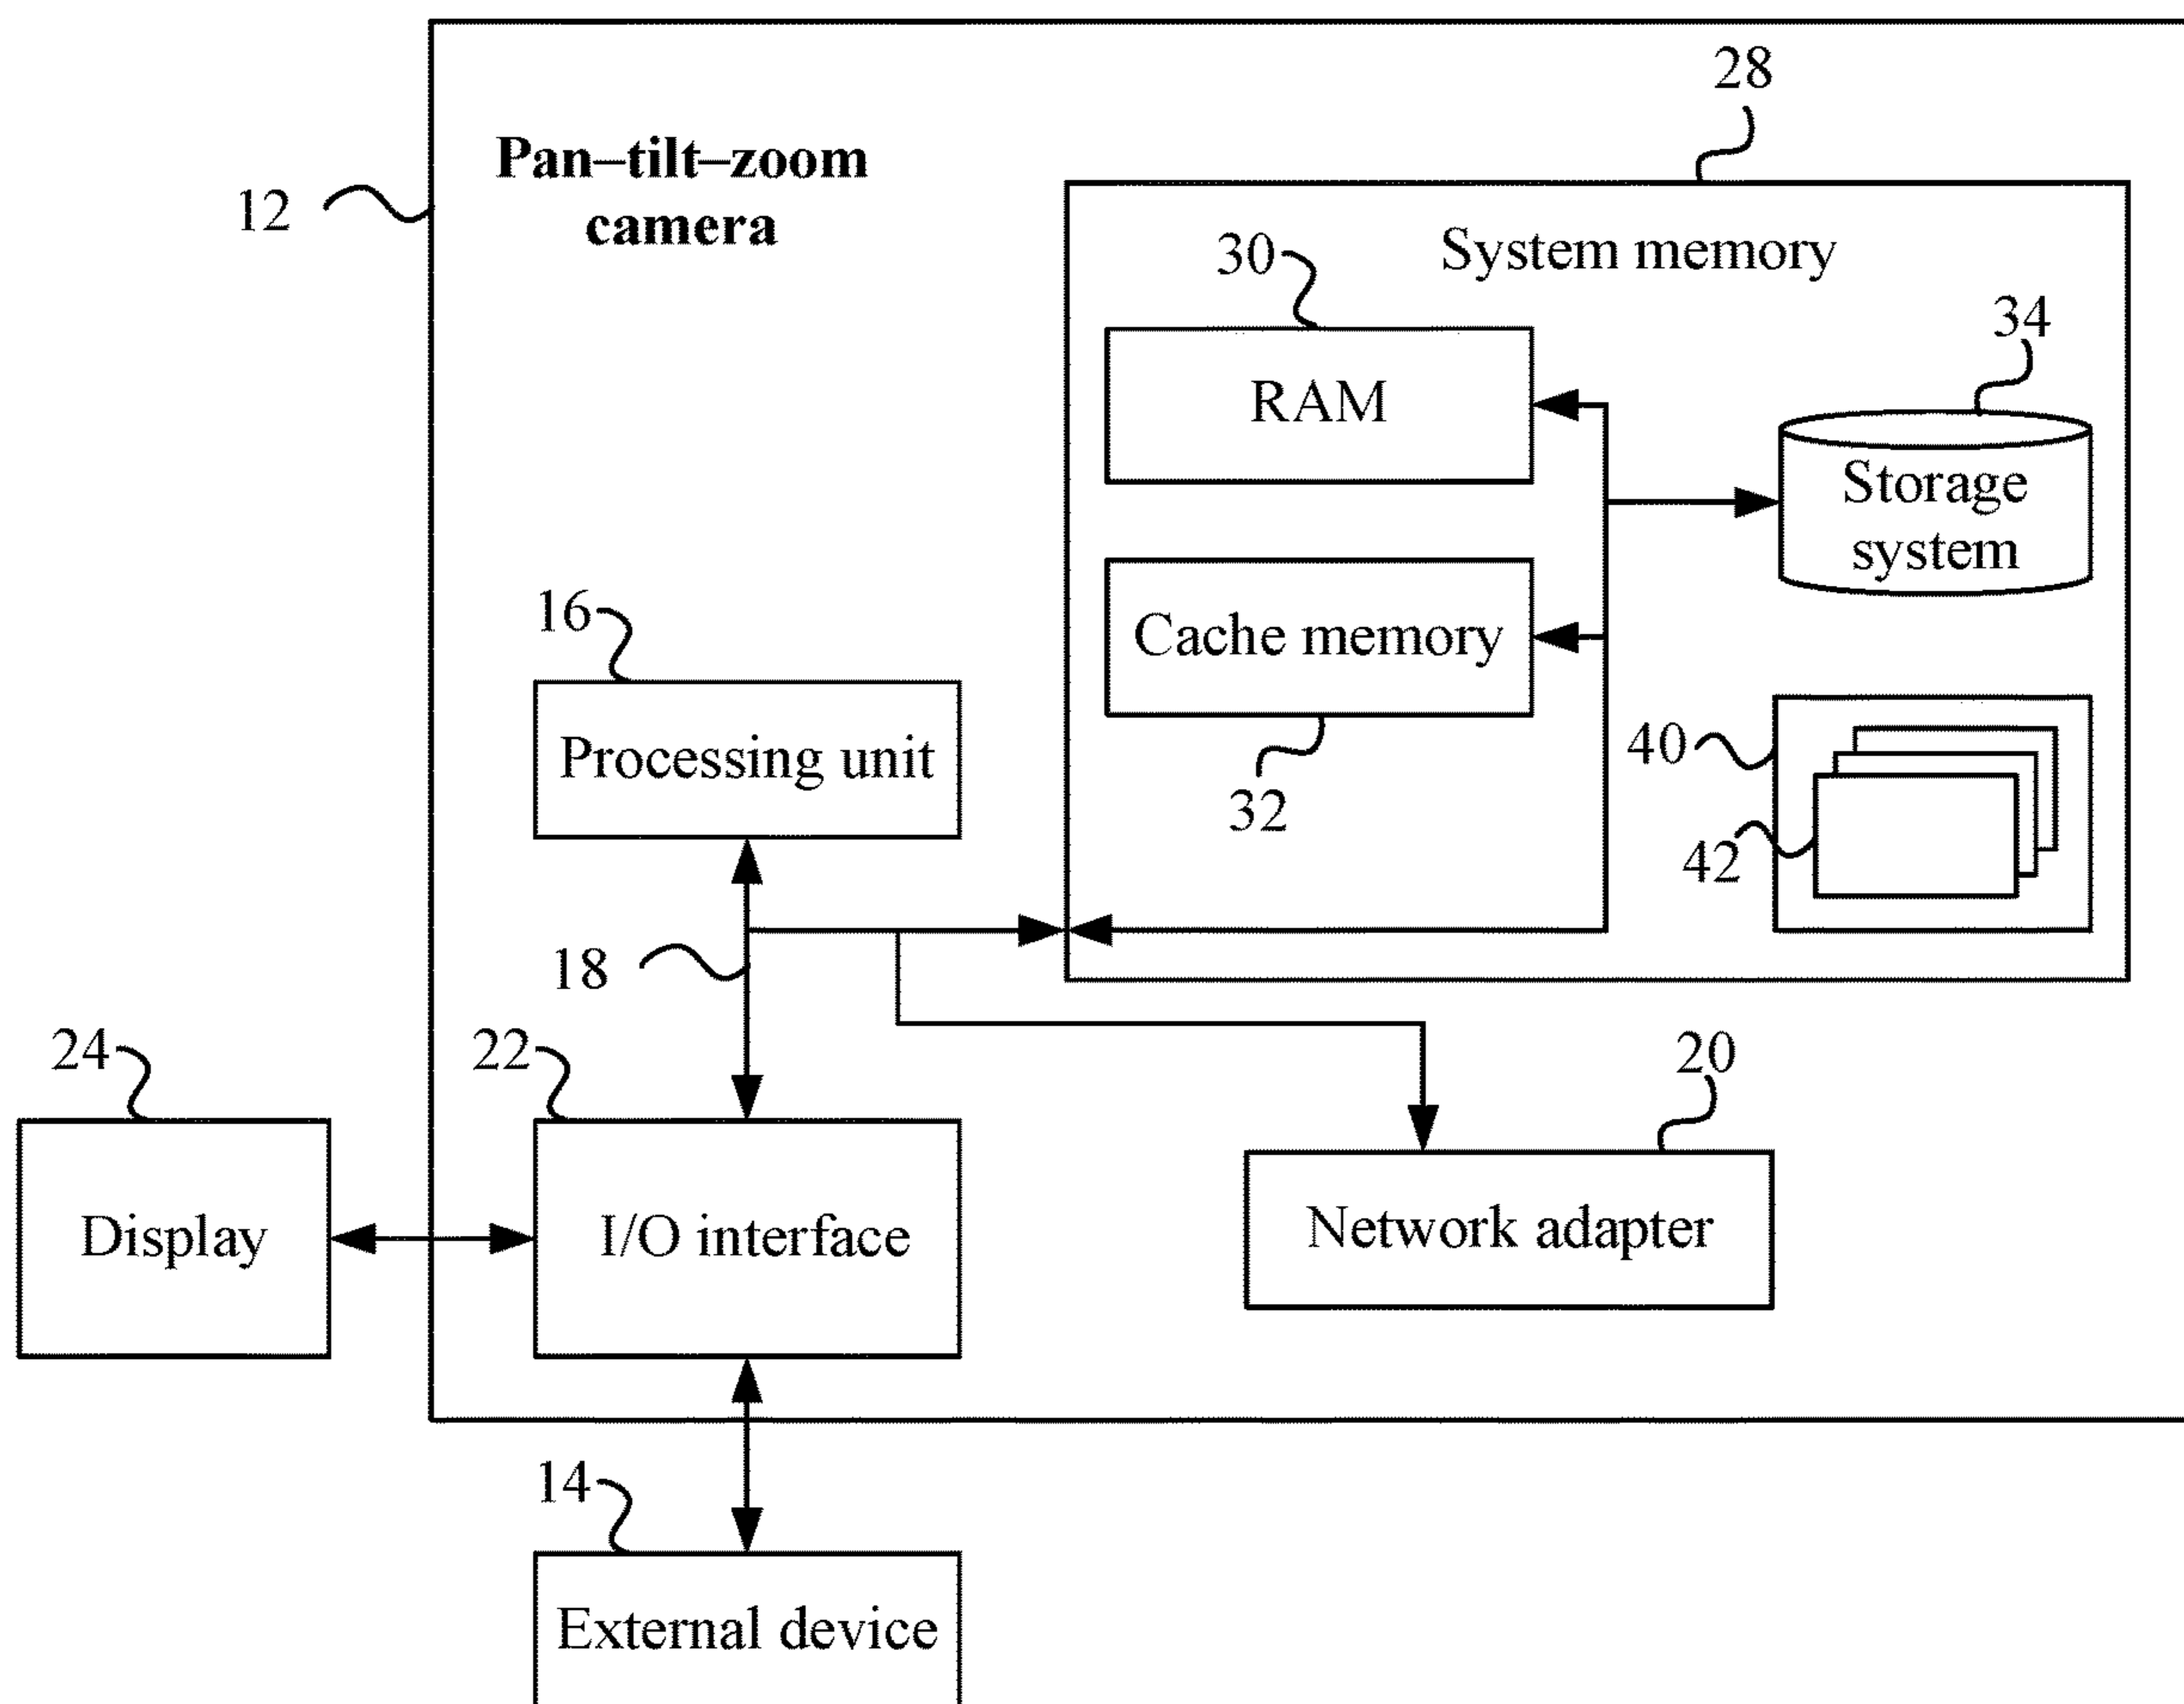 28
Pan–tilt–zoom
camera
12
System memory
30
34
RAM
Storage
system
16
Cache memory
Processing unit
40
32
42
18
24
22
20
Display
I/O interface
Network adapter
14
External device